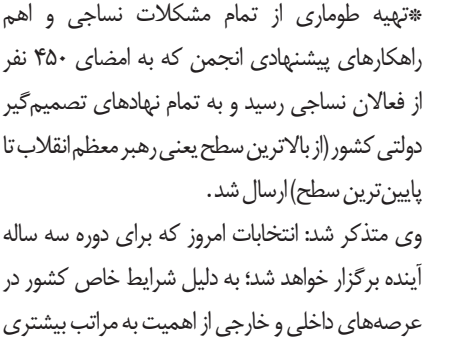 *تهیه طوماری از تمام مشکلات نساجی و اهم
راهکارهای پیشنهادی انجمن که به امضای ۴۵۰ نفر
از فعالان نساجی رسید و به تمام نهادهای تصمیم‌گیر
دولتی کشور (از بالاترین سطح یعنی رهبر معظم انقلاب تا
پایین‌ترین سطح) ارسال شد.
وی متذکر شد: انتخابات امروز که برای دوره سه ساله
آینده برگزار خواهد شد؛ به دلیل شرایط خاص کشور در
عرصه‌های داخلی و خارجی از اهمیت به مراتب بیشتری